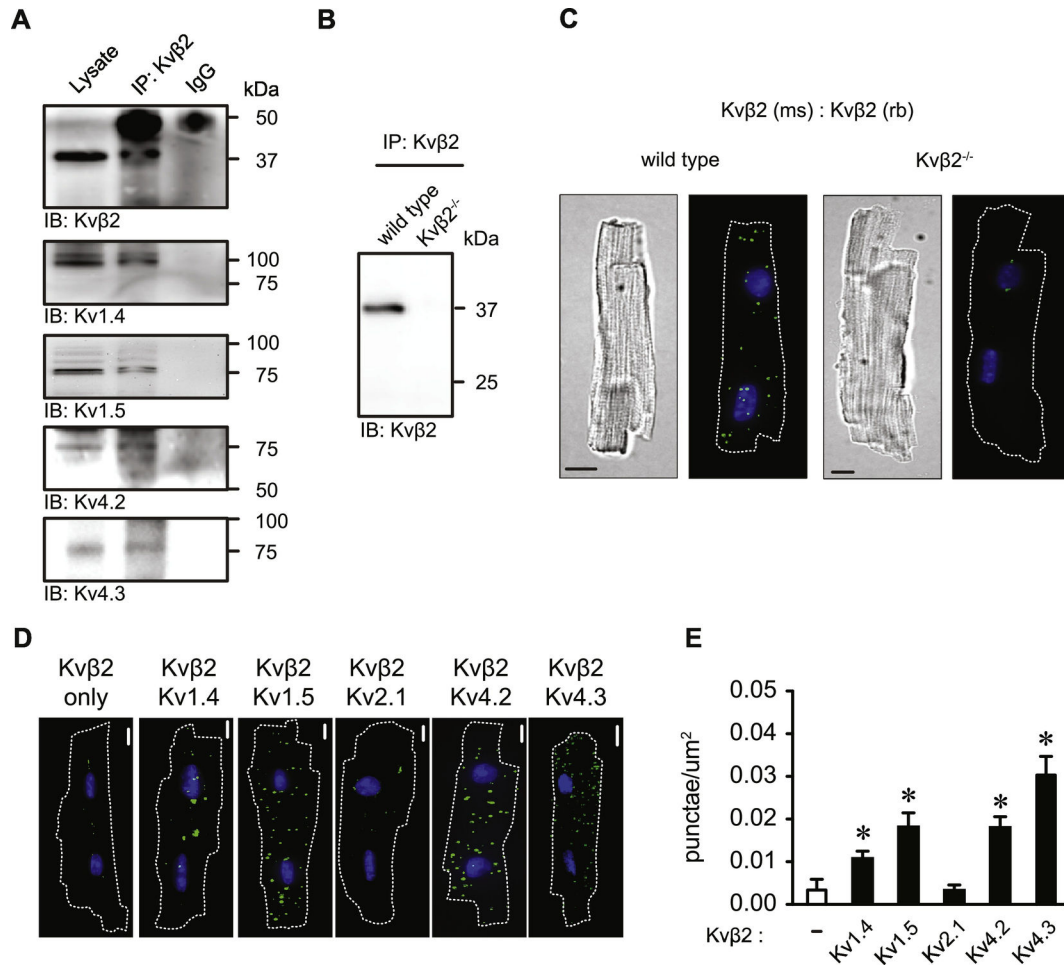 A
Lysate
IP: Kvβ2
IgG
kDa
50
37
IB: Kvβ2
100
75
IB: Kv1.4
100
75
IB: Kv1.5
75
50
IB: Kv4.2
100
75
IB: Kv4.3
B
IP: Kvβ2
wild type
Kvβ2-/-
kDa
37
25
IB: Kvβ2
C
Kvβ2 (ms) : Kvβ2 (rb)
wild type
Kvβ2-/-
D
Kvβ2 Kvβ2 Kvβ2 Kvβ2 Kvβ2 Kvβ2
only Kv1.4 Kv1.5 Kv2.1 Kv4.2 Kv4.3
E
punctae/um²
0.05
0.04
0.03
0.02
0.01
0.00
* * * *
Kvβ2 : – Kv1.4 Kv1.5 Kv2.1 Kv4.2 Kv4.3